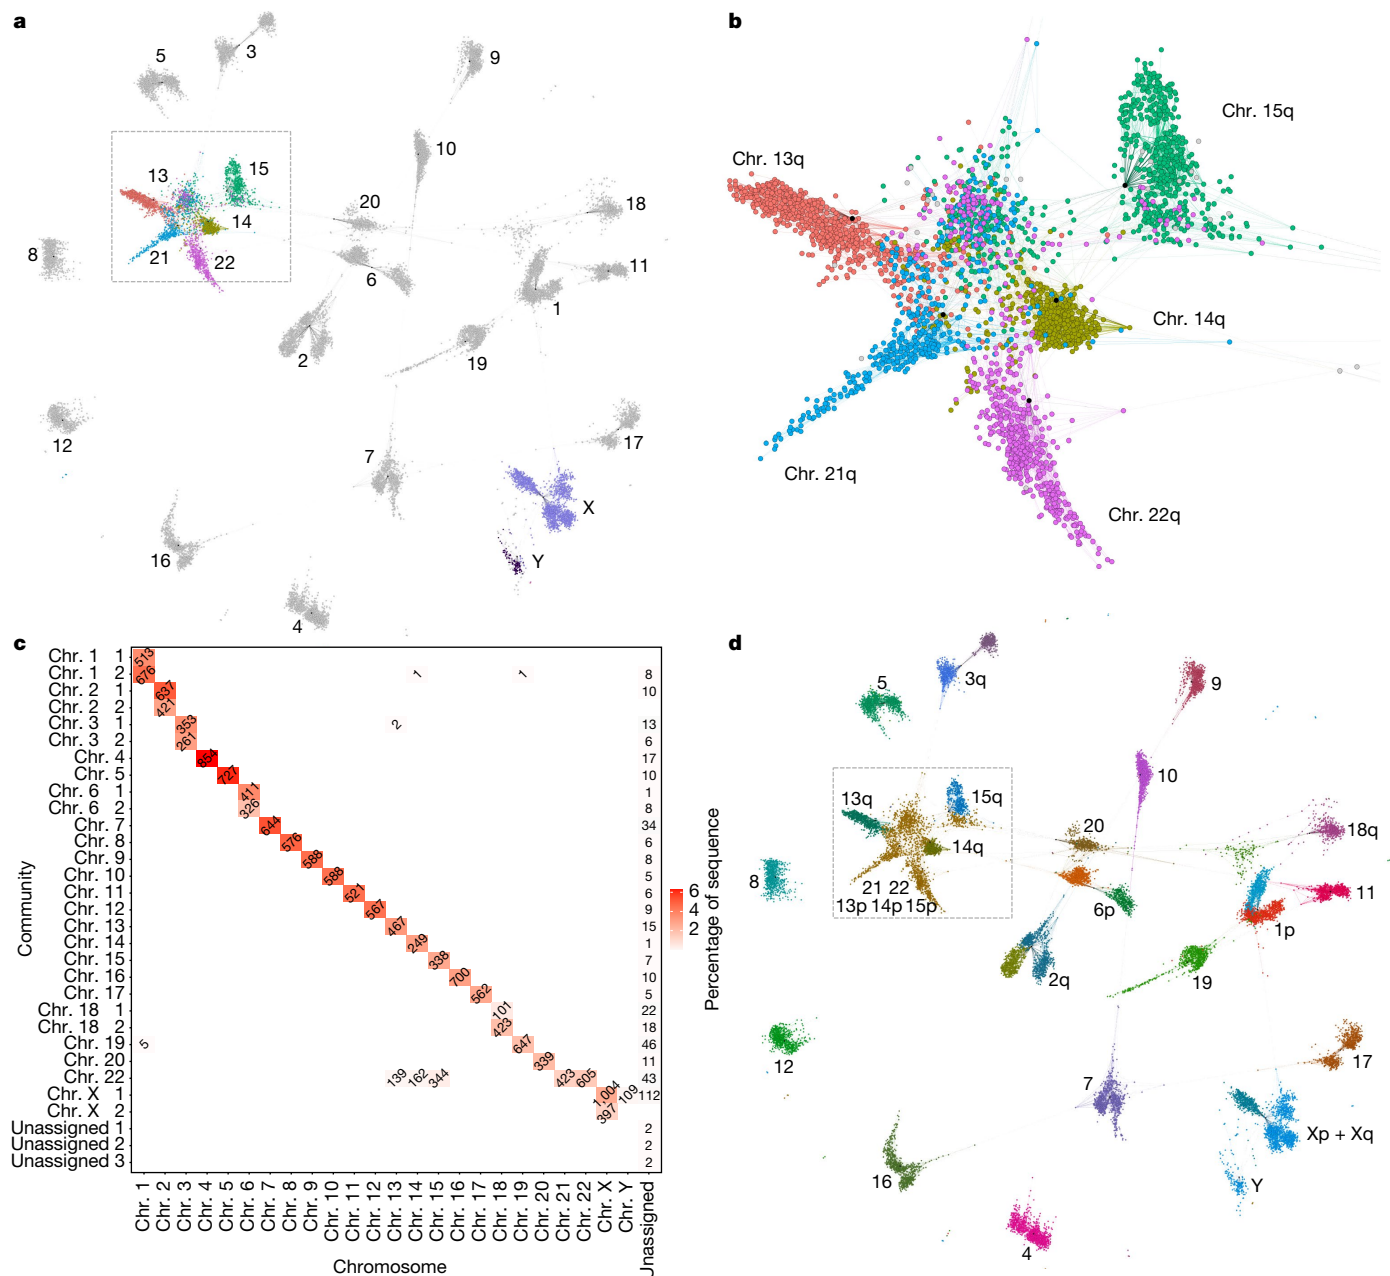 a
3
5
9
10
13
15
14
21
22
8
20
6
18
11
1
2
19
12
7
17
X
Y
16
4
b
Chr. 15q
Chr. 13q
Chr. 14q
Chr. 21q
Chr. 22q
c
Community
Chr. 1 1 513
Chr. 1 2 676 1 1 8
Chr. 2 1 637 10
Chr. 2 2 421
Chr. 3 1 353 2 13
Chr. 3 2 261 6
Chr. 4 854 17
Chr. 5 727 10
Chr. 6 1 411 1
Chr. 6 2 326 8
Chr. 7 644 34
Chr. 8 576 6
Chr. 9 588 8
Chr. 10 588 5
Chr. 11 521 6
Chr. 12 567 9
Chr. 13 467 15
Chr. 14 249 1
Chr. 15 338 7
Chr. 16 700 10
Chr. 17 562 5
Chr. 18 1 101 22
Chr. 18 2 423 18
Chr. 19 5 647 46
Chr. 20 339 11
Chr. 22 139 162 344 423 605 43
Chr. X 1 1,004 109 112
Chr. X 2 397
Unassigned 1 2
Unassigned 2 2
Unassigned 3 2
Chr. 1
Chr. 2
Chr. 3
Chr. 4
Chr. 5
Chr. 6
Chr. 7
Chr. 8
Chr. 9
Chr. 10
Chr. 11
Chr. 12
Chr. 13
Chr. 14
Chr. 15
Chr. 16
Chr. 17
Chr. 18
Chr. 19
Chr. 20
Chr. 21
Chr. 22
Chr. X
Chr. Y
Unassigned
Chromosome
6
4
2
Percentage of sequence
d
5
3q
9
10
13q
15q
14q
21 22
13p 14p 15p
8
20
18q
11
6p
1p
2q
19
12
7
17
Xp + Xq
Y
16
4